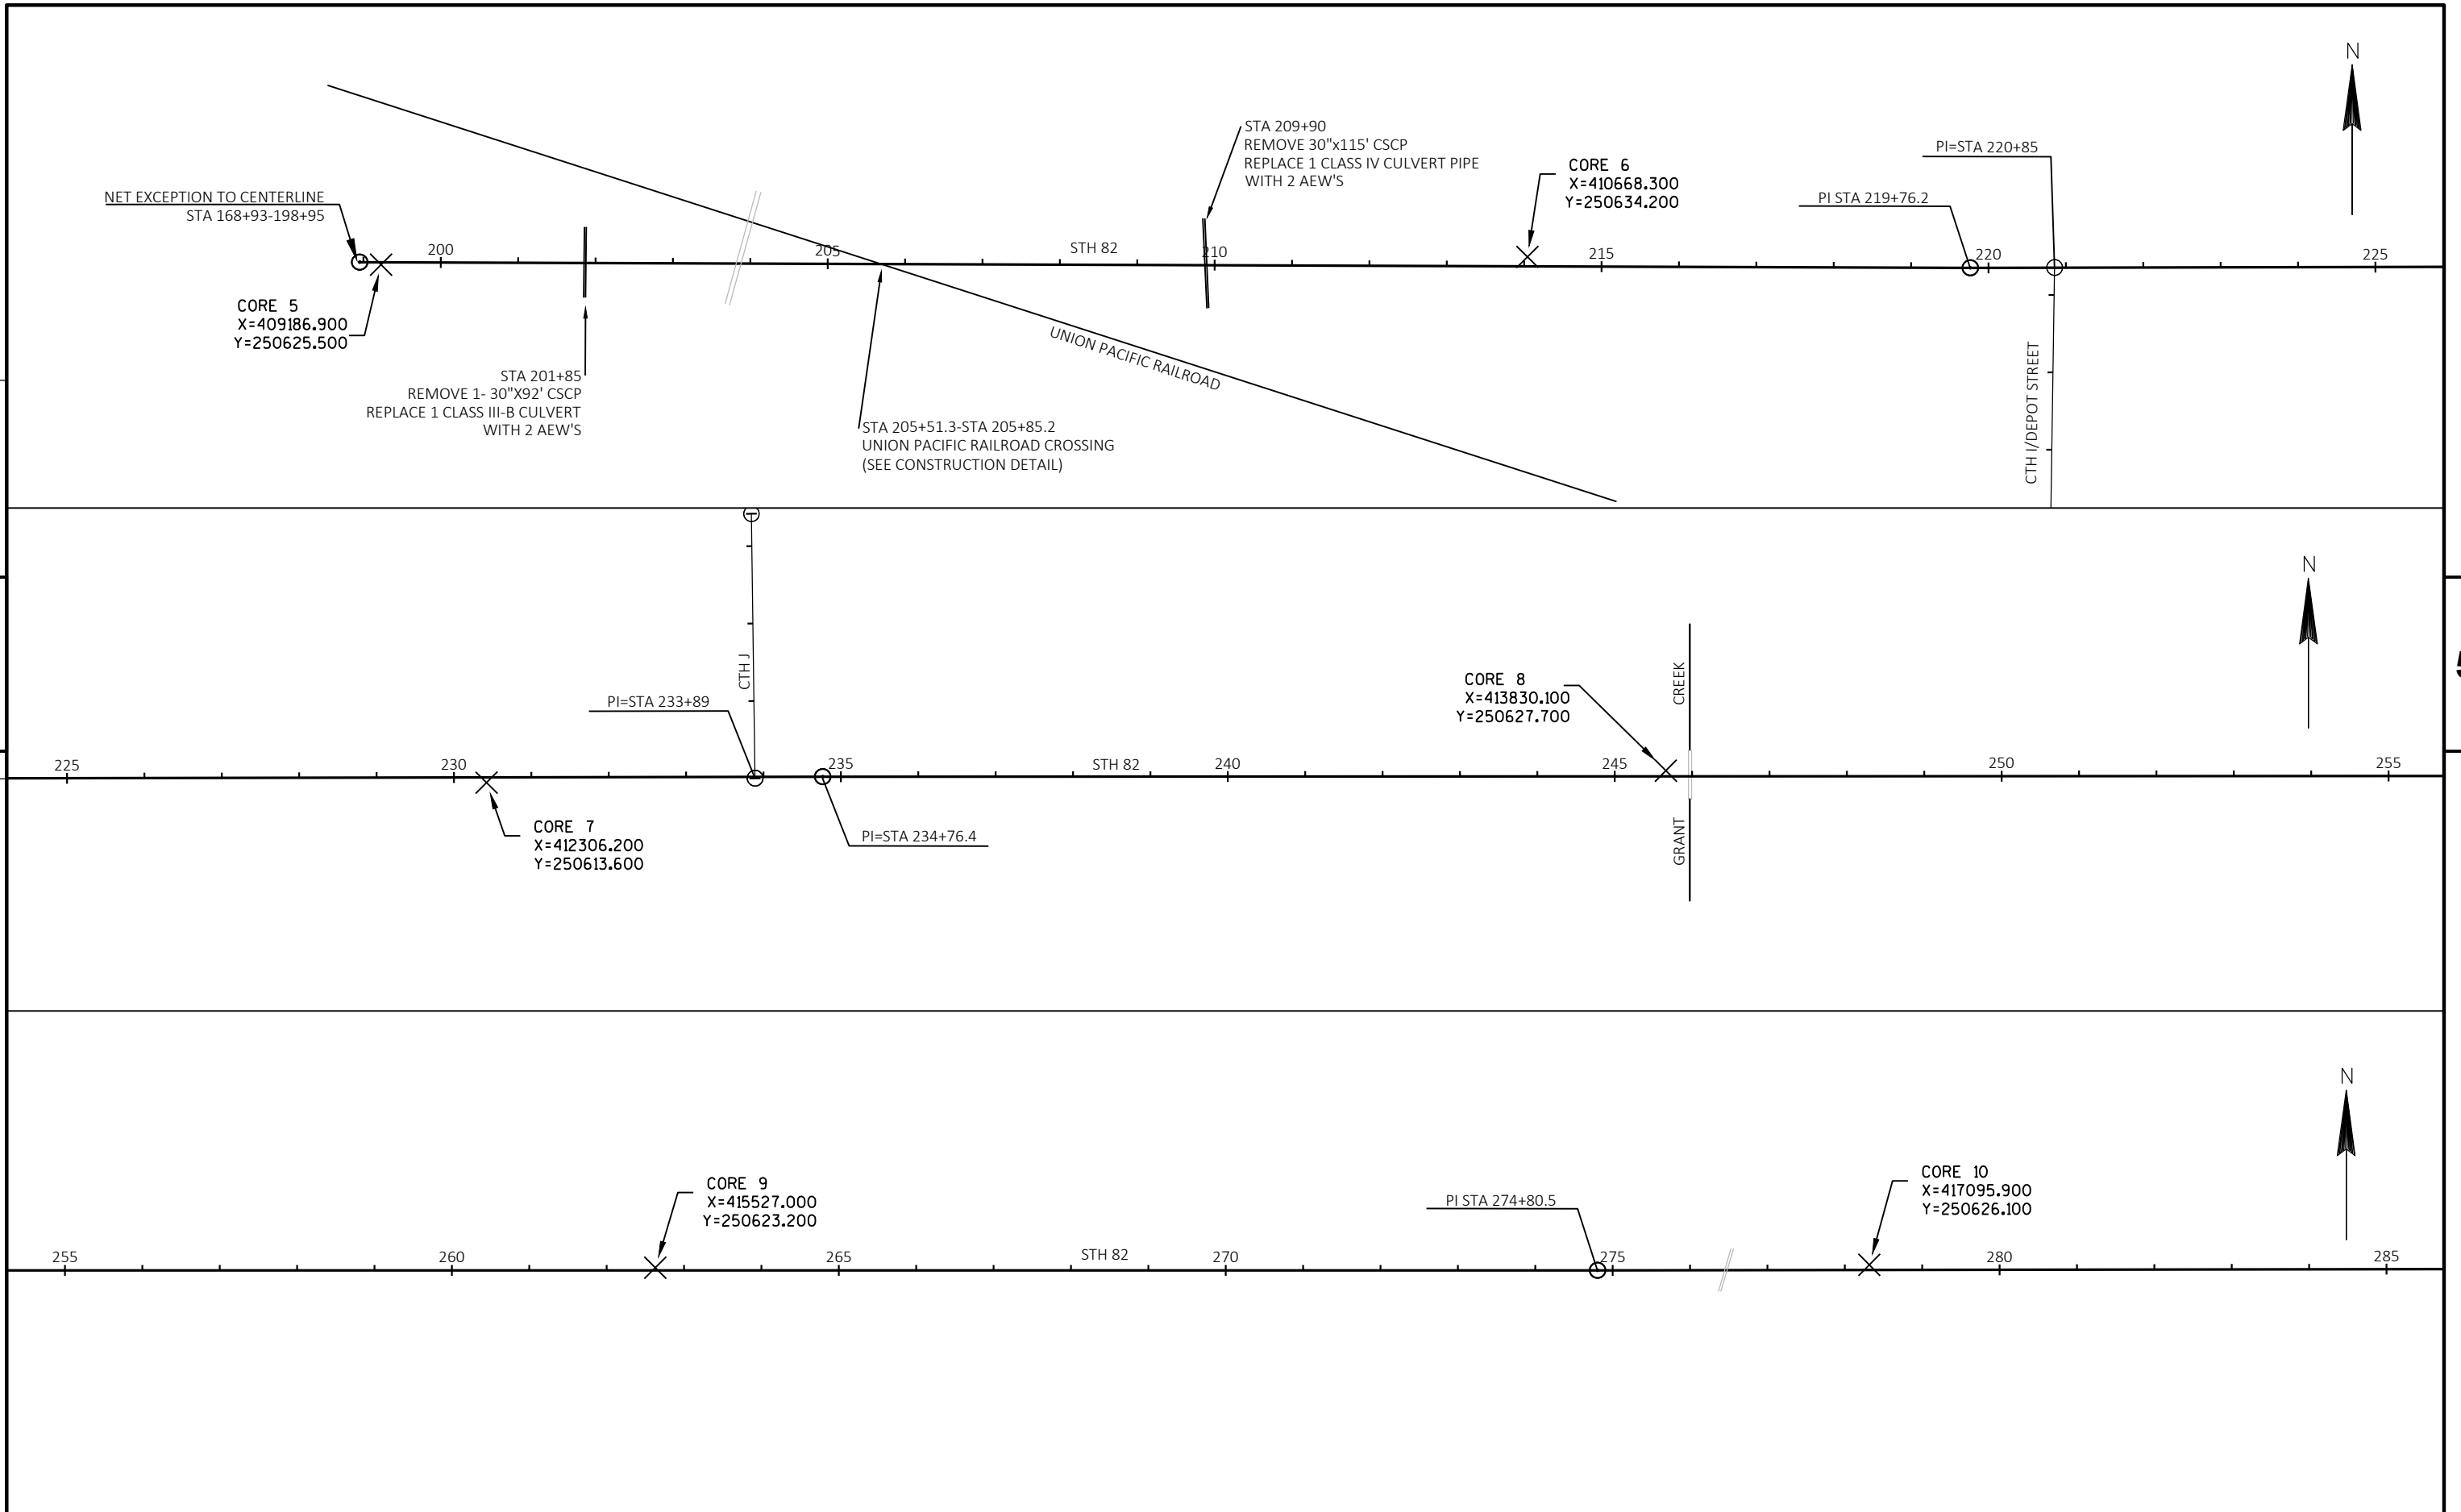 N
STA 209+90
REMOVE 30"x115' CSCP
REPLACE 1 CLASS IV CULVERT PIPE
WITH 2 AEW'S
CORE 6
X=410668.300
Y=250634.200
PI=STA 220+85
PI STA 219+76.2
NET EXCEPTION TO CENTERLINE
STA 168+93-198+95
200
205
STH 82
210
215
220
225
CORE 5
X=409186.900
Y=250625.500
UNION PACIFIC RAILROAD
CTH I/DEPOT STREET
STA 201+85
REMOVE 1- 30"X92' CSCP
REPLACE 1 CLASS III-B CULVERT
WITH 2 AEW'S
STA 205+51.3-STA 205+85.2
UNION PACIFIC RAILROAD CROSSING
(SEE CONSTRUCTION DETAIL)
N
CTH J
PI=STA 233+89
CORE 8
X=413830.100
Y=250627.700
CREEK
225
230
235
STH 82
240
245
250
255
CORE 7
X=412306.200
Y=250613.600
PI=STA 234+76.4
GRANT
N
CORE 9
X=415527.000
Y=250623.200
PI STA 274+80.5
CORE 10
X=417095.900
Y=250626.100
255
260
265
STH 82
270
275
280
285